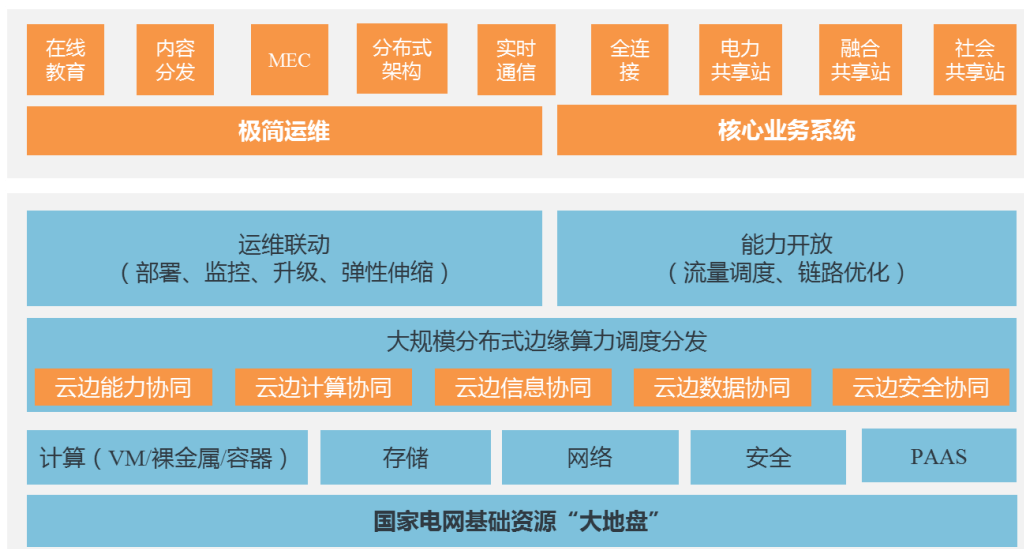 在线
教育
内容
分发
MEC
分布式
架构
实时
通信
全连
接
电力
共享站
融合
共享站
社会
共享站
极简运维
核心业务系统
运维联动
（部署、监控、升级、弹性伸缩）
能力开放
（流量调度、链路优化）
大规模分布式边缘算力调度分发
云边能力协同
云边计算协同
云边信息协同
云边数据协同
云边安全协同
计算（VM/裸金属/容器）
存储
网络
安全
PAAS
国家电网基础资源“大地盘”